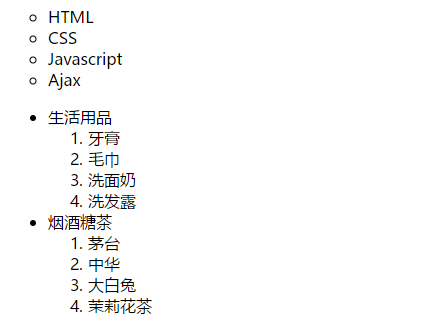 HTML
CSS
Javascript
Ajax
生活用品
1. 牙膏
2. 毛巾
3. 洗面奶
4. 洗发露
烟酒糖茶
1. 茅台
2. 中华
3. 大白兔
4. 茉莉花茶